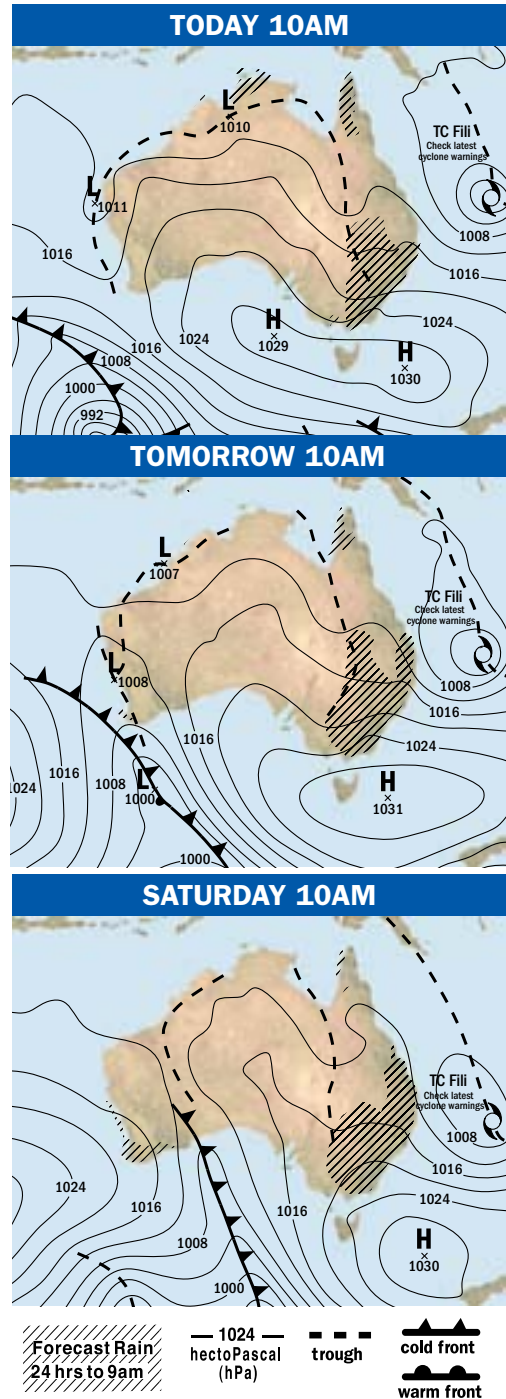 TODAY 10AM
L
1010
TC Fili
Check latest
cyclone warnings
L
1011
1008
1016
1016
1024
H
1029
1024
1016
H
1030
1008
1000
992
TOMORROW 10AM
L
1007
TC Fili
Check latest
cyclone warnings
L
1008
1008
1016
1016
1024
1016
1024
1008
L
1000
H
1031
1000
SATURDAY 10AM
TC Fili
Check latest
cyclone warnings
1008
1024
1016
1016
1016
1024
1008
H
1030
1000
Forecast Rain
24 hrs to 9am
1024
hectoPascal
(hPa)
trough
cold front
warm front